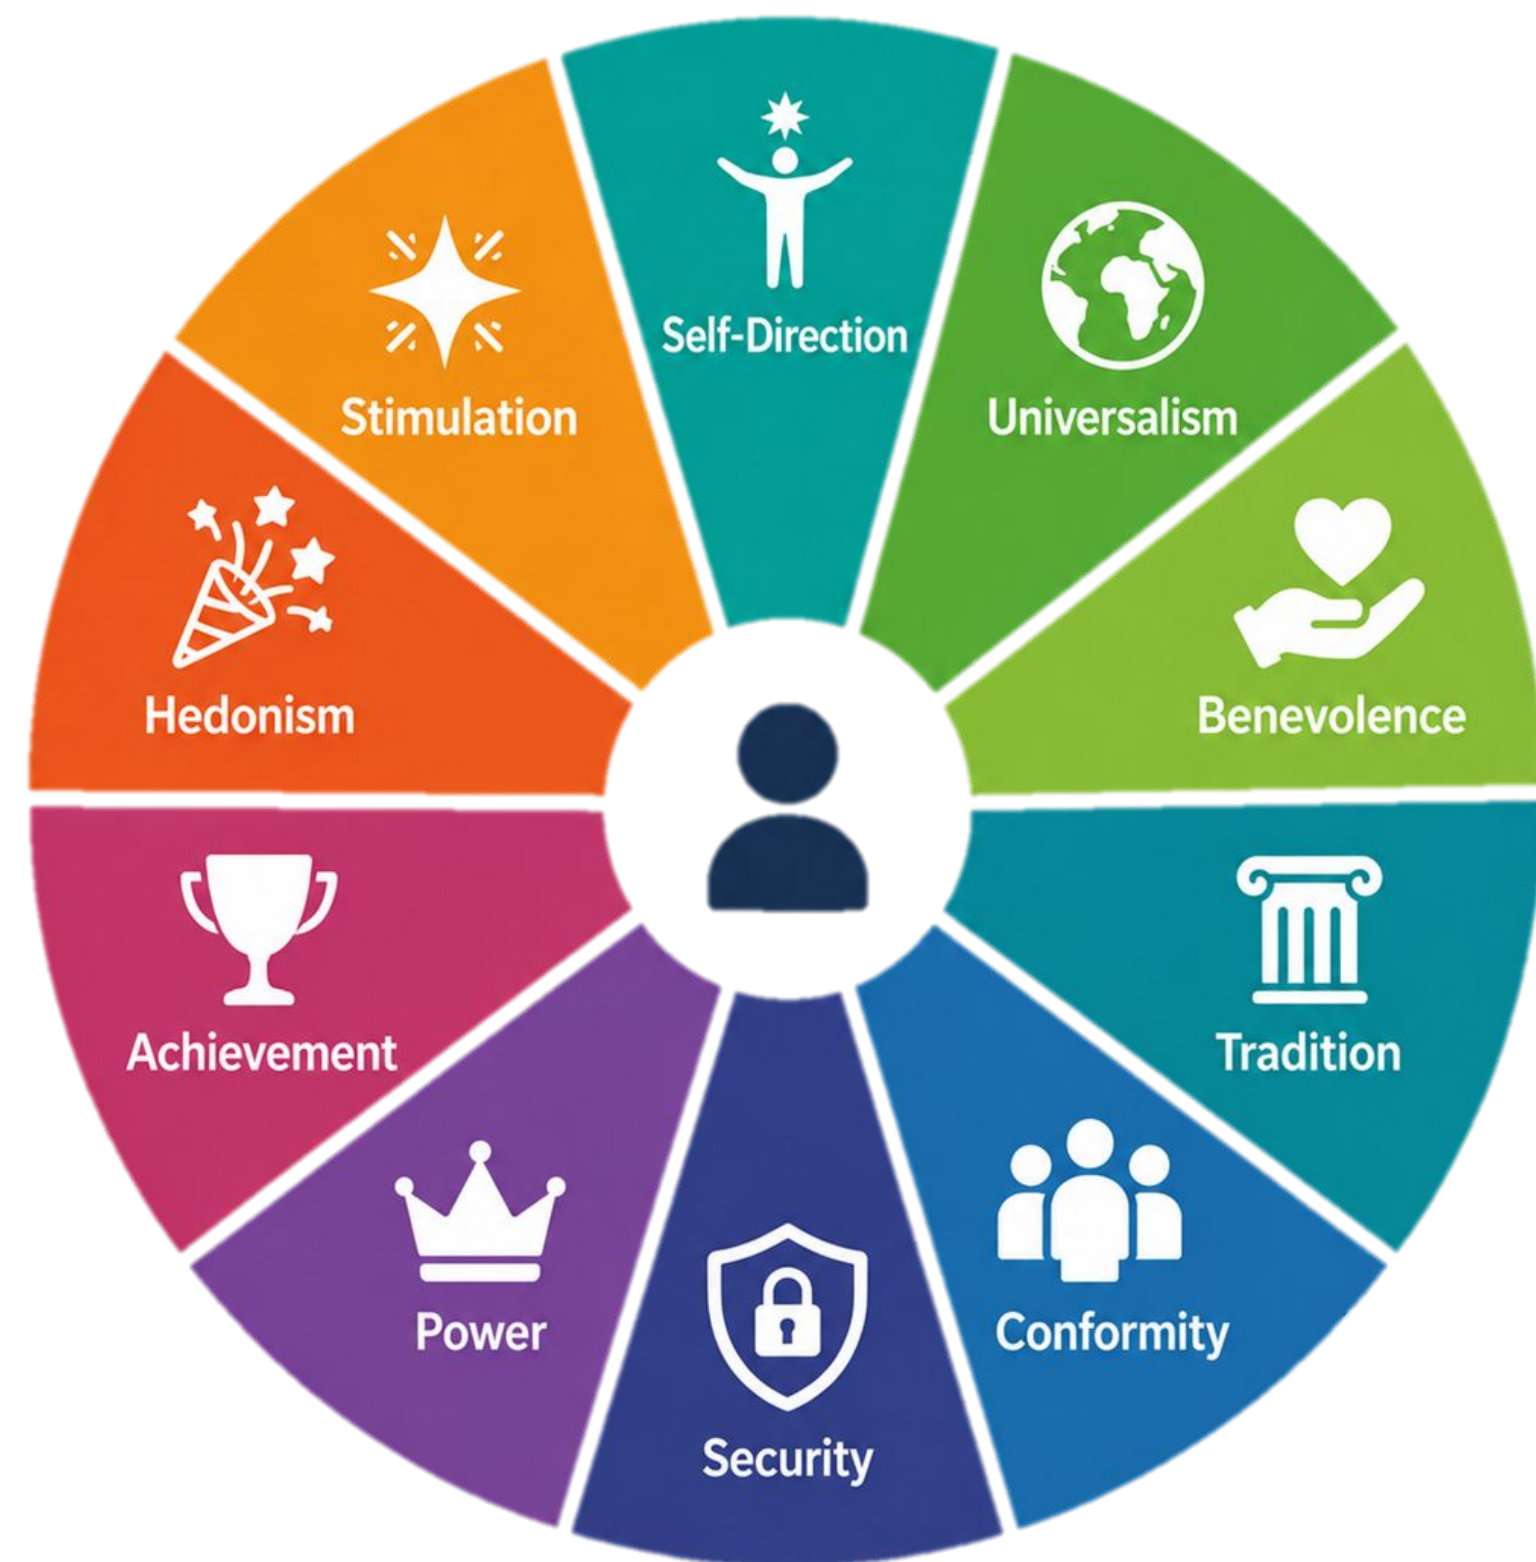 Self-Direction
Universalism
Benevolence
Tradition
Conformity
Security
Power
Achievement
Hedonism
Stimulation